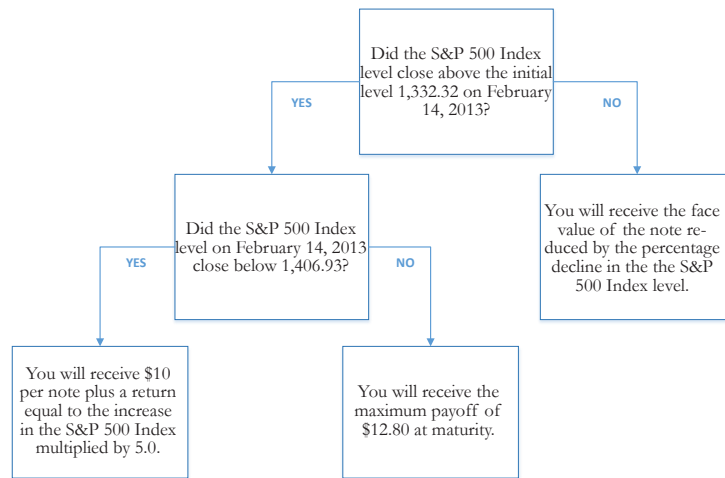 Did the S&P 500 Index
level close above the initial
level 1,332.32 on February
14, 2013?
YES
NO
Did the S&P 500 Index
level on February 14, 2013
close below 1,406.93?
You will receive the face
value of the note re-
duced by the percentage
decline in the the S&P
500 Index level.
YES
NO
You will receive $10
per note plus a return
equal to the increase
in the S&P 500 Index
multiplied by 5.0.
You will receive the
maximum payoff of
$12.80 at maturity.